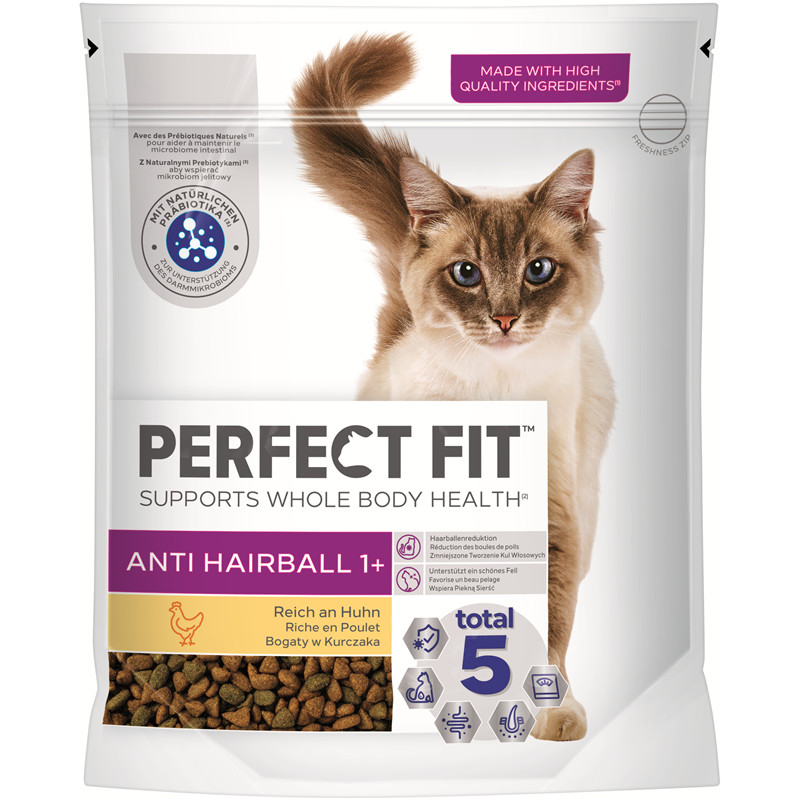 MADE WITH HIGH
QUALITY INGREDIENTS⁽¹⁾
FRESHNESS ZIP
Avec des Prébiotiques Naturels ⁽³⁾
pour aider à maintenir le
microbiome intestinal
Z Naturalnymi Prebiotykami ⁽³⁾
aby wspierać
mikrobiom jelitowy
MIT NATÜRLICHEN
PRÄBIOTIKA ⁽³⁾
ZUR UNTERSTÜTZUNG
DES DARMMIKROBIOMS
PERFECT FIT™
SUPPORTS WHOLE BODY HEALTH⁽²⁾
ANTI HAIRBALL 1+
Haarballenreduktion
Réduction des boules de poils
Zmniejszone Tworzenie Kul Włosowych
Unterstützt ein schönes Fell
Favorise un beau pelage
Wspiera Piękną Sierść
Reich an Huhn
Riche en Poulet
Bogaty w Kurczaka
total
5